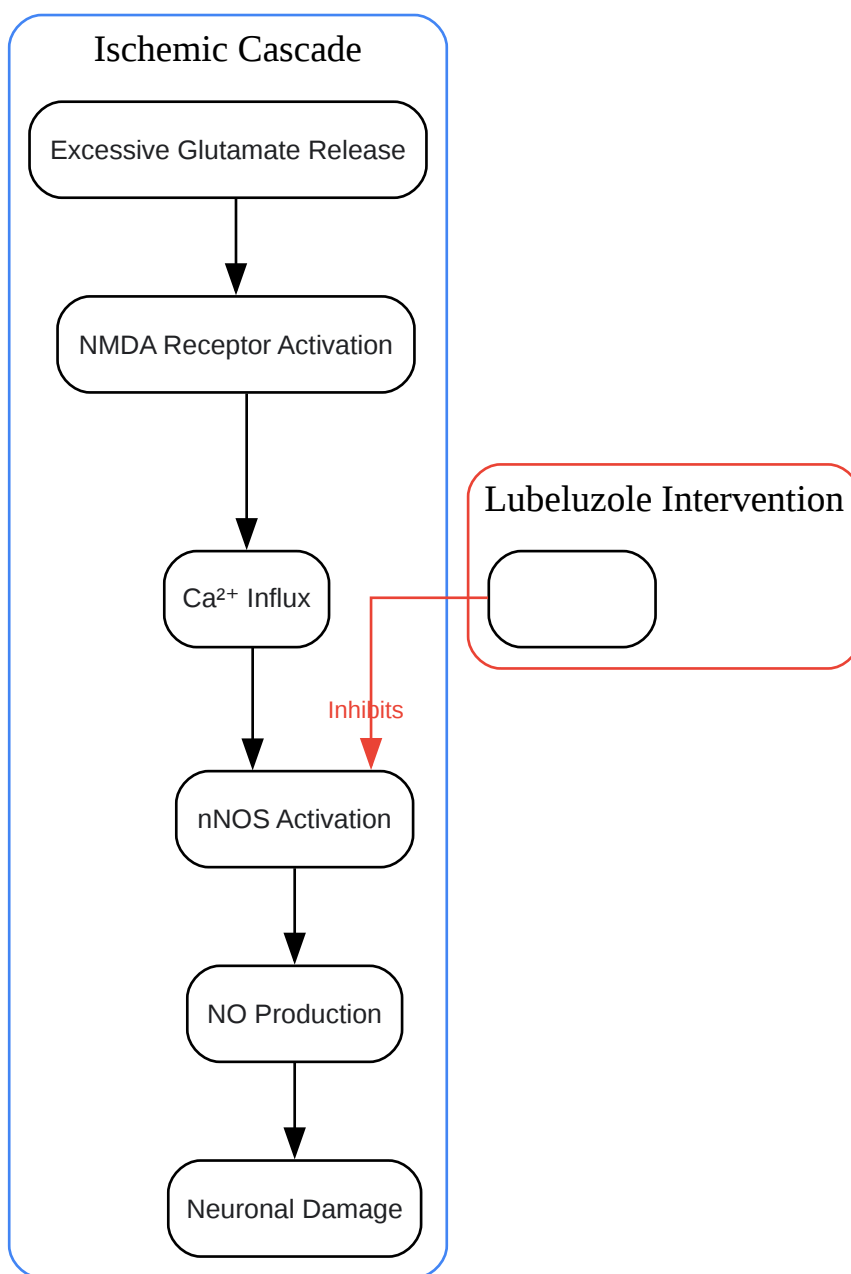 Ischemic Cascade
Excessive Glutamate Release
NMDA Receptor Activation
Lubeluzole Intervention
Ca²⁺ Influx
Inhibits
nNOS Activation
NO Production
Neuronal Damage